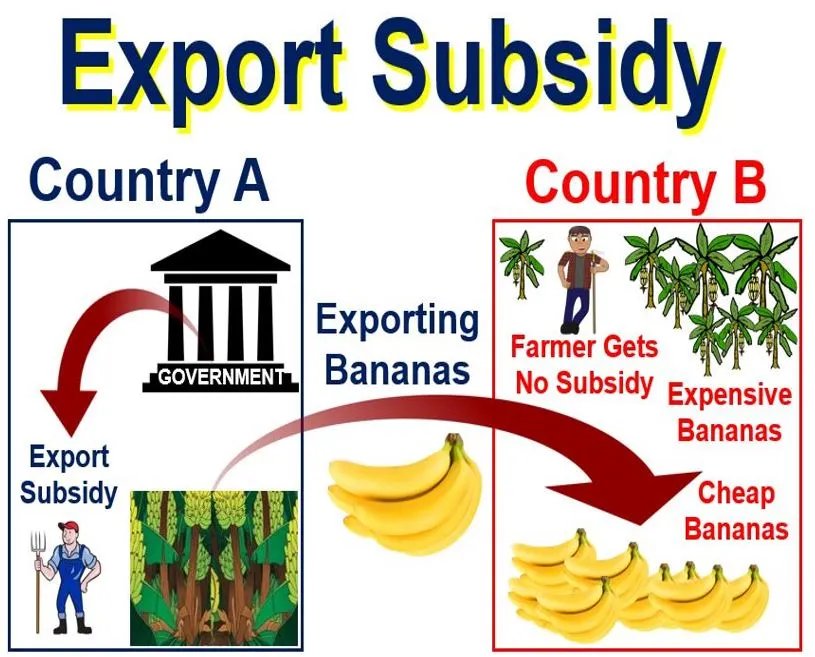 Export Subsidy
Country A
Country B
GOVERNMENT
Export
Subsidy
Exporting
Bananas
Farmer Gets
No Subsidy
Expensive
Bananas
Cheap
Bananas